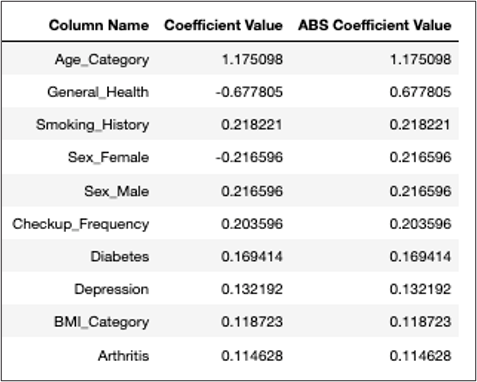 Column Name Coefficient Value ABS Coefficient Value
Age_Category 1.175098 1.175098
General_Health -0.677805 0.677805
Smoking_History 0.218221 0.218221
Sex_Female -0.216596 0.216596
Sex_Male 0.216596 0.216596
Checkup_Frequency 0.203596 0.203596
Diabetes 0.169414 0.169414
Depression 0.132192 0.132192
BMI_Category 0.118723 0.118723
Arthritis 0.114628 0.114628